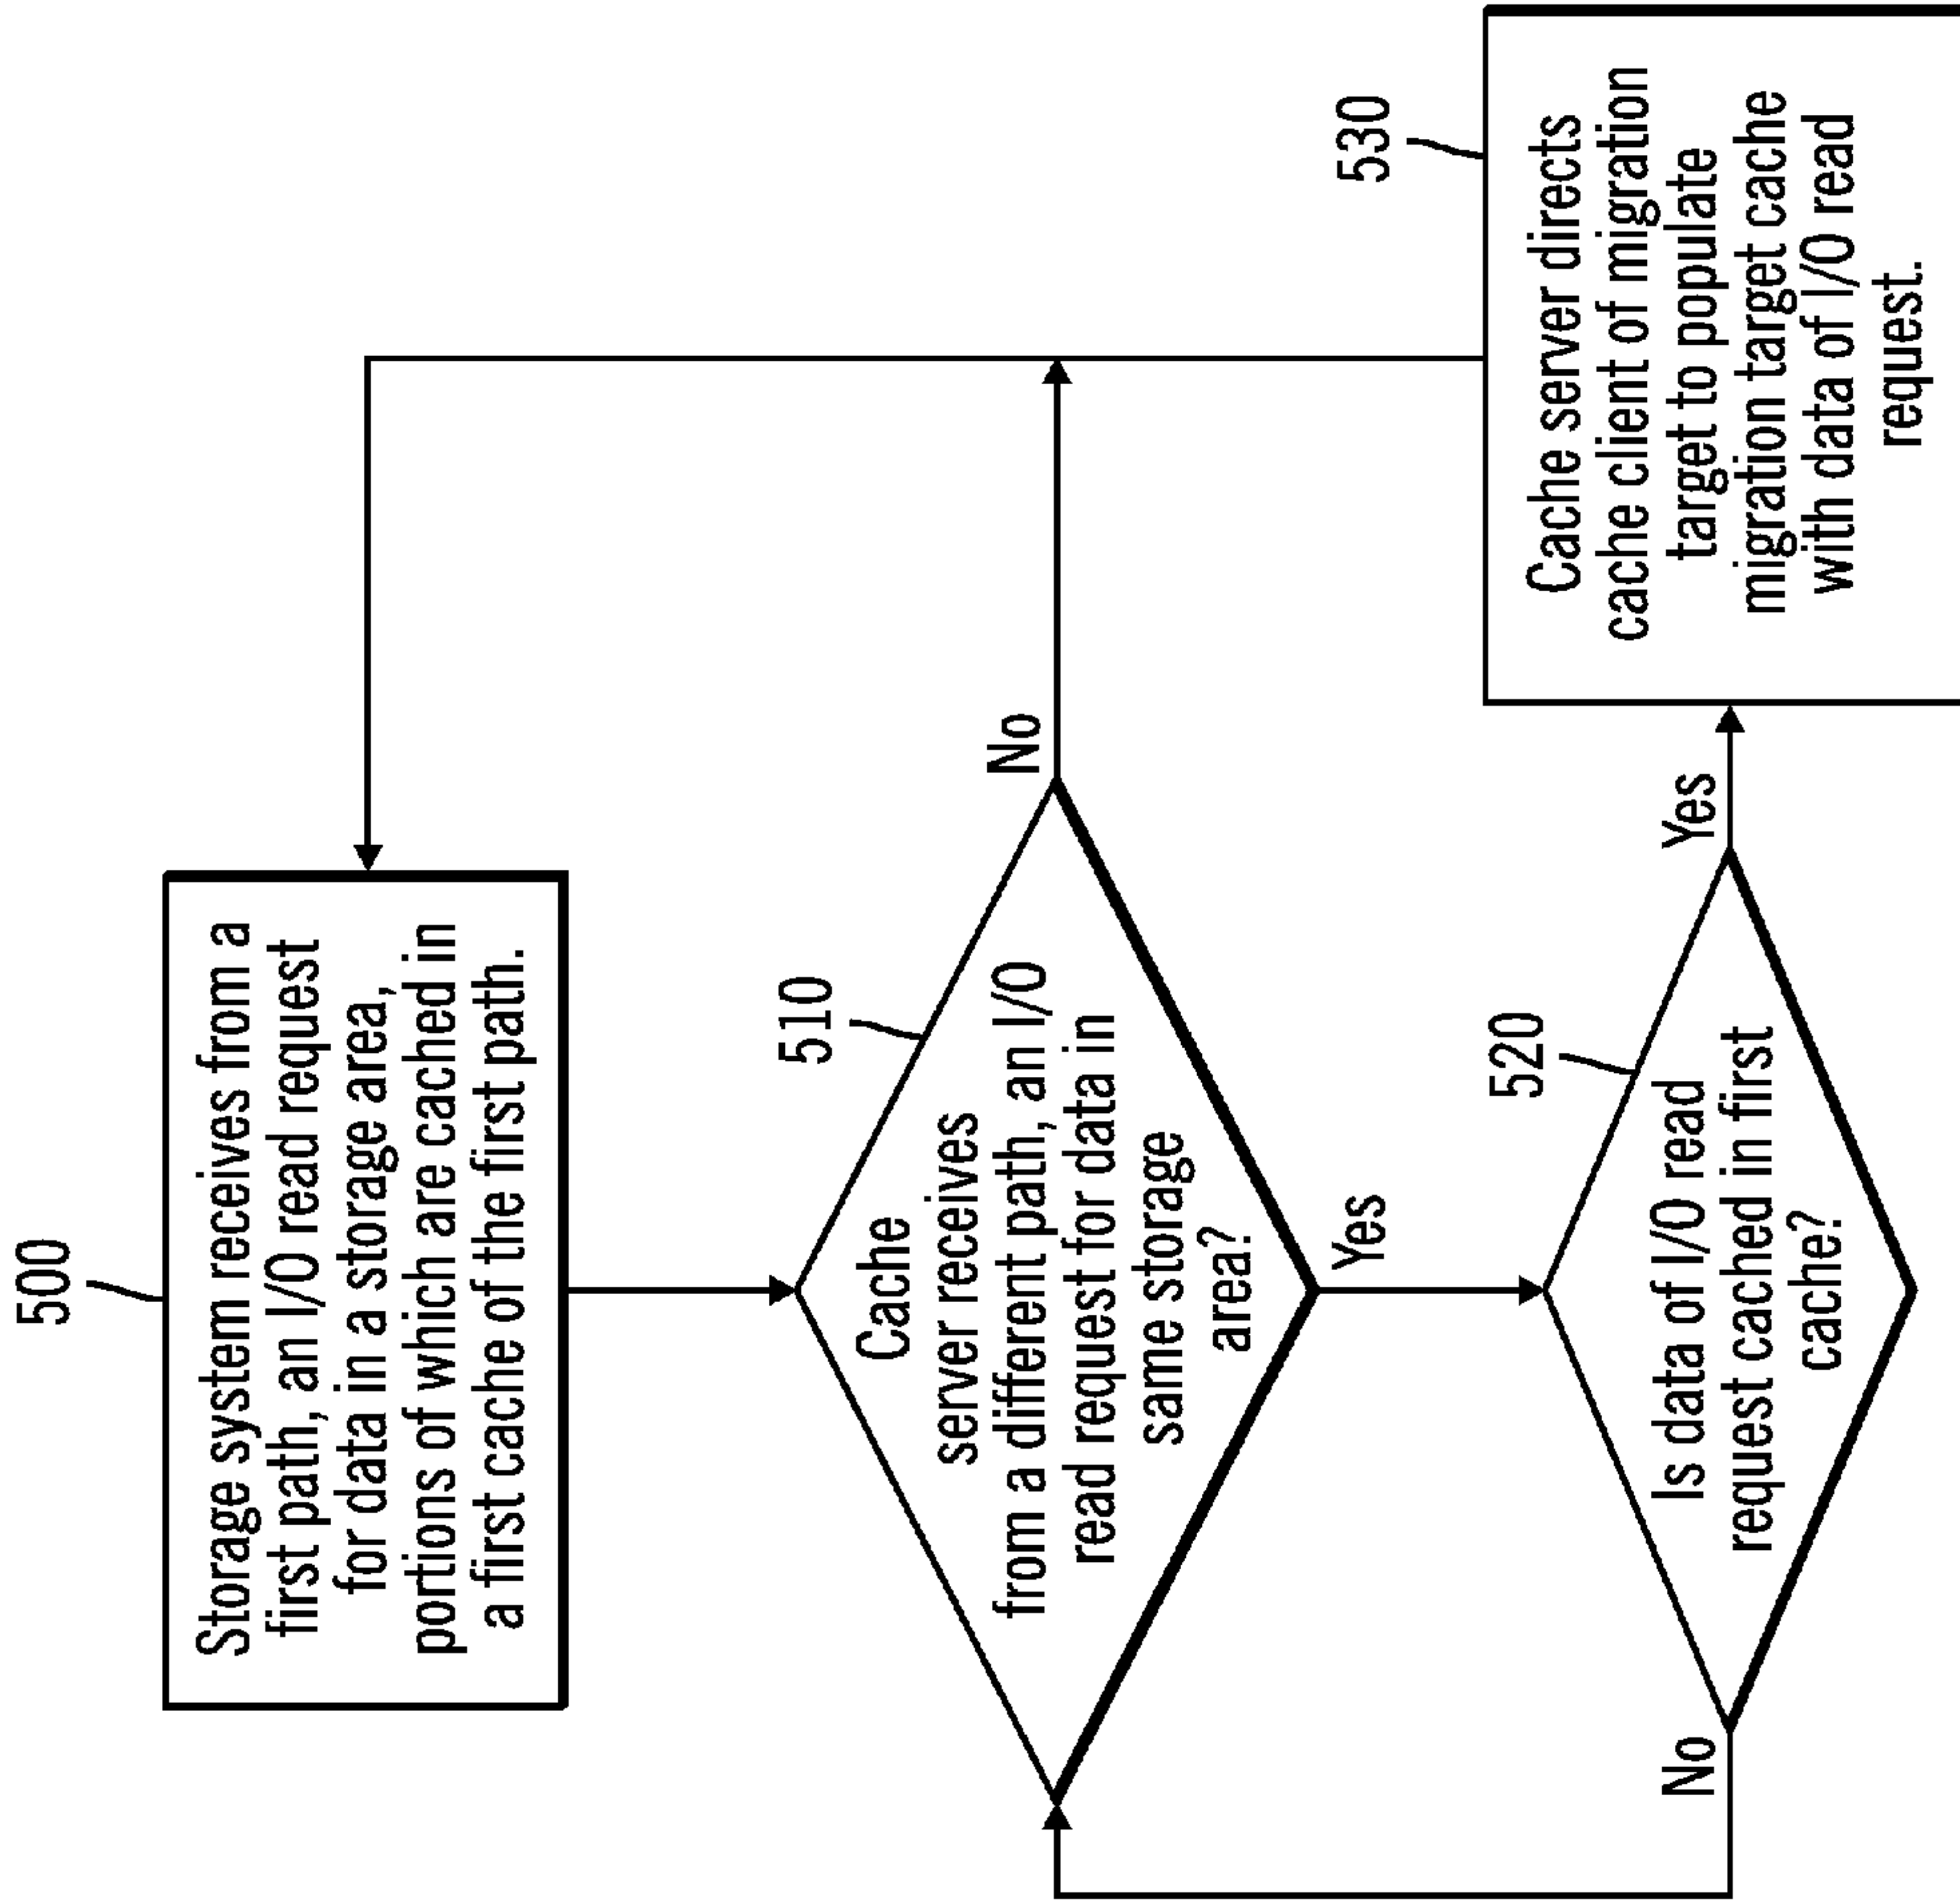 500
Storage system receives from a
first path, an I/O read request
for data in a storage area,
portions of which are cached in
a first cache of the first path.
510
Cache
server receives
from a different path, an I/O
read request for data in
same storage
area?
No
Yes
520
Is data of I/O read
request cached in first
cache?
No
Yes
530
Cache server directs
cache client of migration
target to populate
migration target cache
with data of I/O read
request.